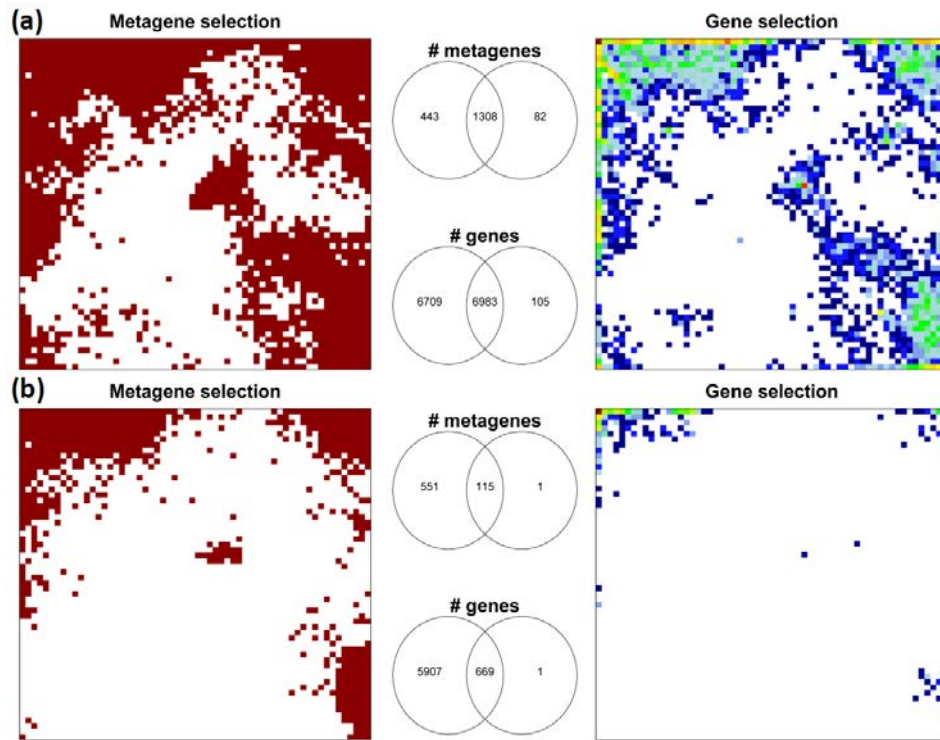 (a)
Metagene selection
# metagenes
443 1308 82
# genes
6709 6983 105
Gene selection
(b)
Metagene selection
# metagenes
551 115 1
# genes
5907 669 1
Gene selection